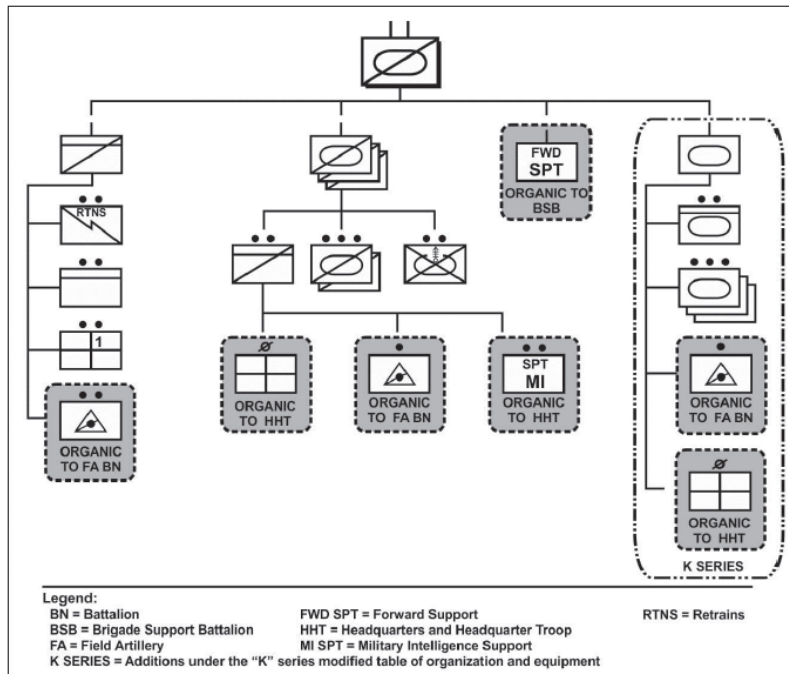 FWD
SPT
ORGANIC TO
BSB
RTNS
1
ORGANIC
TO FA BN
ORGANIC
TO HHT
ORGANIC
TO FA BN
SPT
MI
ORGANIC
TO HHT
ORGANIC
TO FA BN
ORGANIC
TO HHT
K SERIES
Legend:
BN = Battalion
BSB = Brigade Support Battalion
FA = Field Artillery
FWD SPT = Forward Support
HHT = Headquarters and Headquarter Troop
MI SPT = Military Intelligence Support
RTNS = Retrains
K SERIES = Additions under the “K” series modified table of organization and equipment